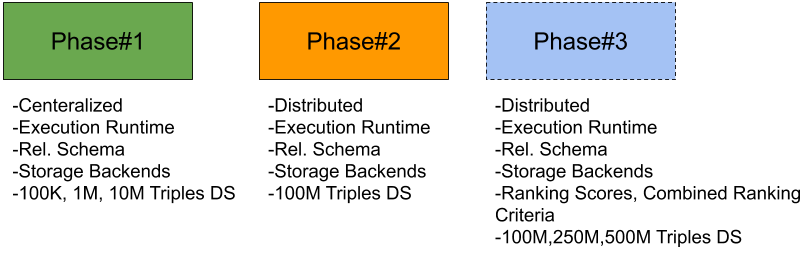 Phase#1
-Centeralized
-Execution Runtime
-Rel. Schema
-Storage Backends
-100K, 1M, 10M Triples DS
Phase#2
-Distributed
-Execution Runtime
-Rel. Schema
-Storage Backends
-100M Triples DS
Phase#3
-Distributed
-Execution Runtime
-Rel. Schema
-Storage Backends
-Ranking Scores, Combined Ranking
Criteria
-100M,250M,500M Triples DS